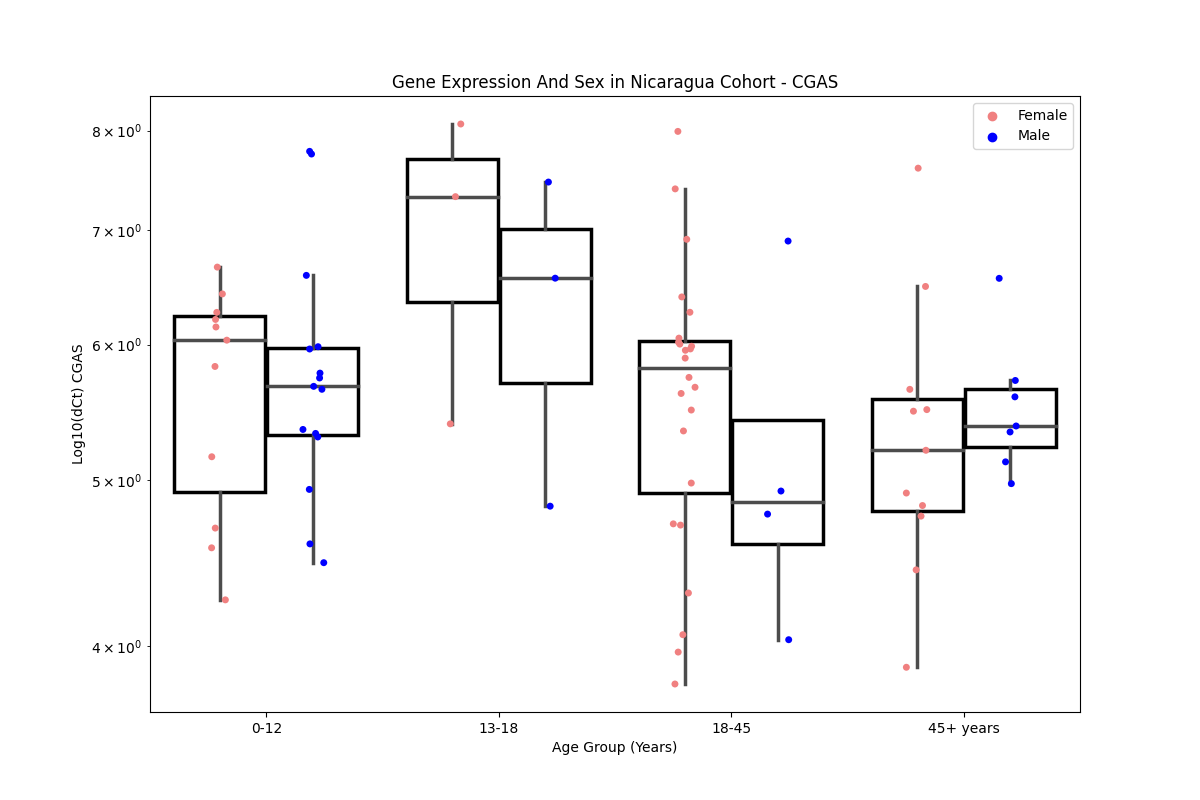 Gene Expression And Sex in Nicaragua Cohort - CGAS
Female
Male
8 × 10⁰
7 × 10⁰
6 × 10⁰
5 × 10⁰
4 × 10⁰
Log10(dCt) CGAS
0-12
13-18
18-45
45+ years
Age Group (Years)